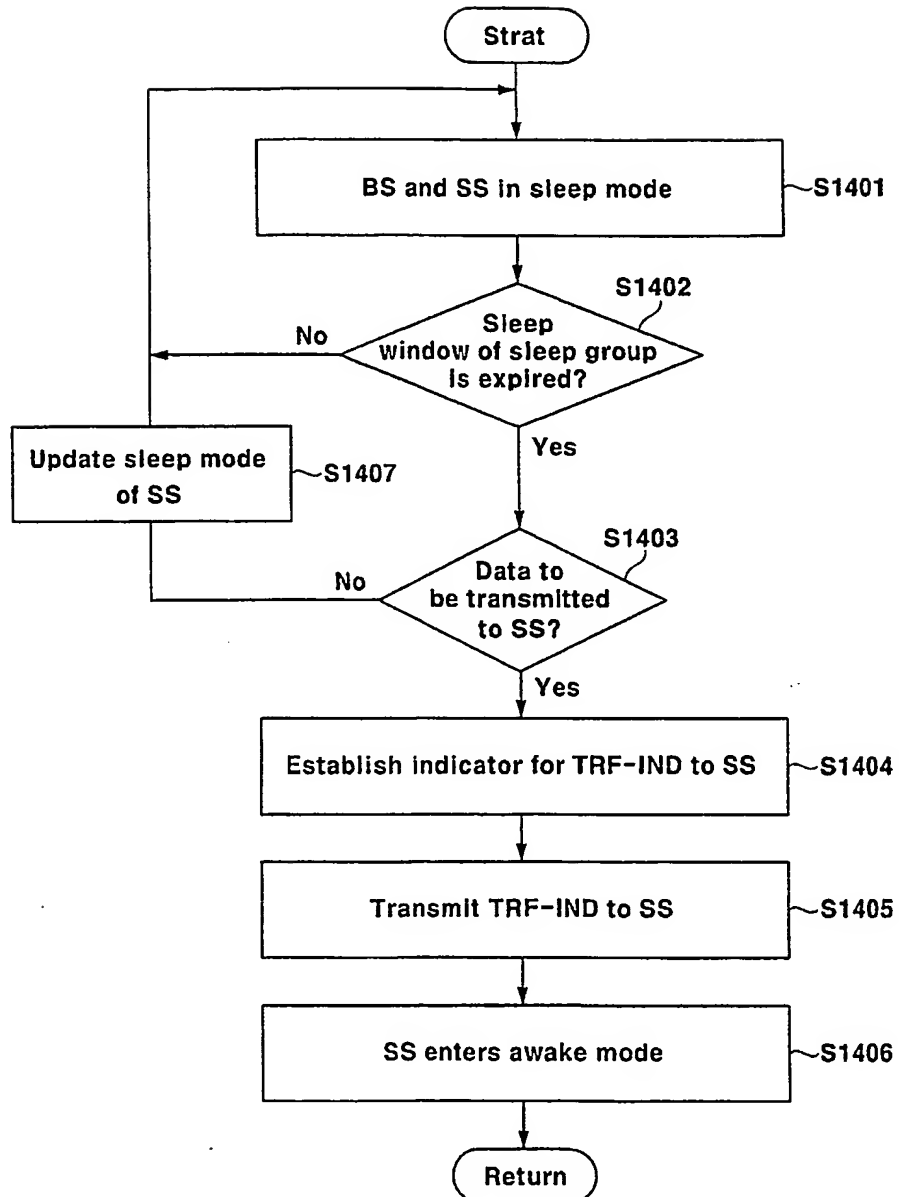 Strat
BS and SS in sleep mode
S1401
S1402
Sleep
window of sleep group
is expired?
No
Yes
Update sleep mode
of SS
S1407
S1403
Data to
be transmitted
to SS?
No
Yes
Establish indicator for TRF-IND to SS
S1404
Transmit TRF-IND to SS
S1405
SS enters awake mode
S1406
Return